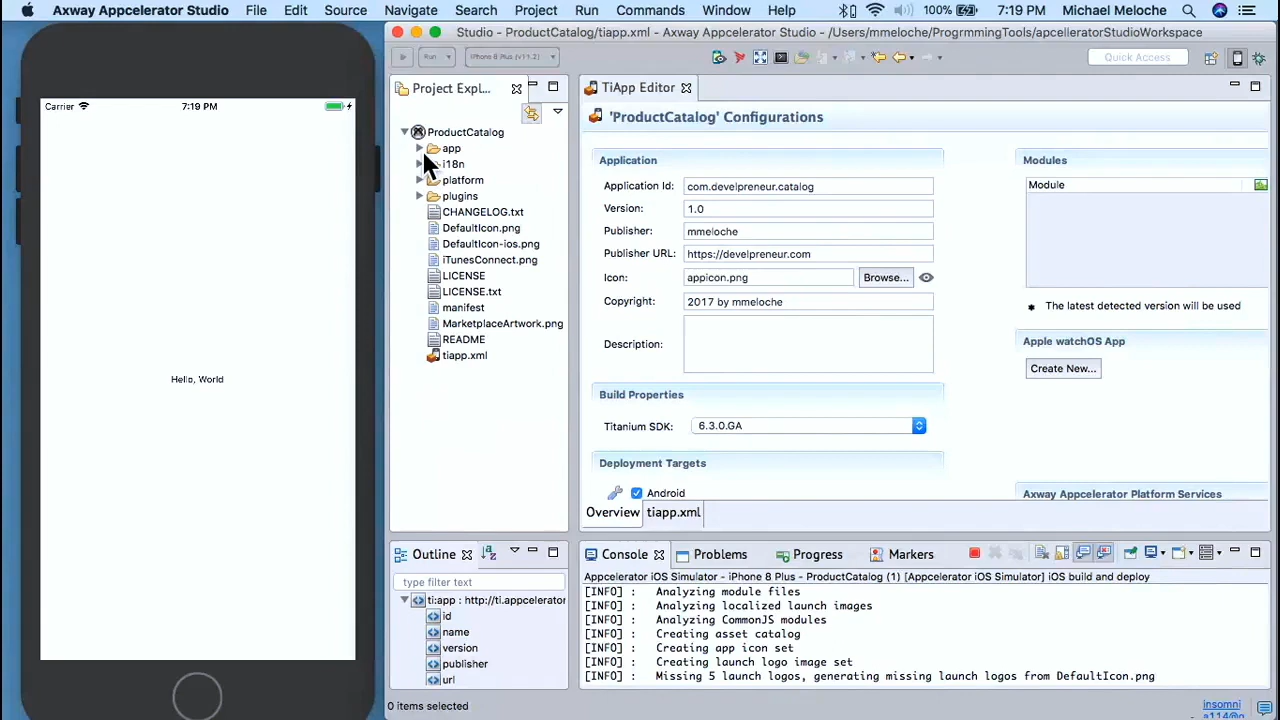 Axway Appcelerator Studio File Edit Source Navigate Search Project Run Commands Window Help 100% 7:19 PM Michael Meloche
Studio - ProductCatalog/tiapp.xml - Axway Appcelerator Studio - /Users/mmeloche/ProgrmmingTools/apcelleratorStudioWorkspace
Run
iPhone 8 Plus (v11.2)
Quick Access
Carrier
7:19 PM
Hello, World
Project Expl...
ProductCatalog
app
i18n
platform
plugins
CHANGELOG.txt
DefaultIcon.png
DefaultIcon-ios.png
iTunesConnect.png
LICENSE
LICENSE.txt
manifest
MarketplaceArtwork.png
README
tiapp.xml
TiApp Editor
'ProductCatalog' Configurations
Application
Application Id: com.develpreneur.catalog
Version: 1.0
Publisher: mmeloche
Publisher URL: https://develpreneur.com
Icon: appicon.png Browse...
Copyright: 2017 by mmeloche
Description:
Build Properties
Titanium SDK: 6.3.0.GA
Deployment Targets
Android
Modules
Module
The latest detected version will be used
Apple watchOS App
Create New...
Axway Appcelerator Platform Services
Overview tiapp.xml
Outline
type filter text
ti:app : http://ti.appcelerator
id
name
version
publisher
url
Console Problems Progress Markers
Appcelerator iOS Simulator - iPhone 8 Plus - ProductCatalog (1) [Appcelerator iOS Simulator] iOS build and deploy
[INFO] : Analyzing module files
[INFO] : Analyzing localized launch images
[INFO] : Analyzing CommonJS modules
[INFO] : Creating asset catalog
[INFO] : Creating app icon set
[INFO] : Creating launch logo image set
[INFO] : Missing 5 launch logos, generating missing launch logos from DefaultIcon.png
0 items selected
insomni